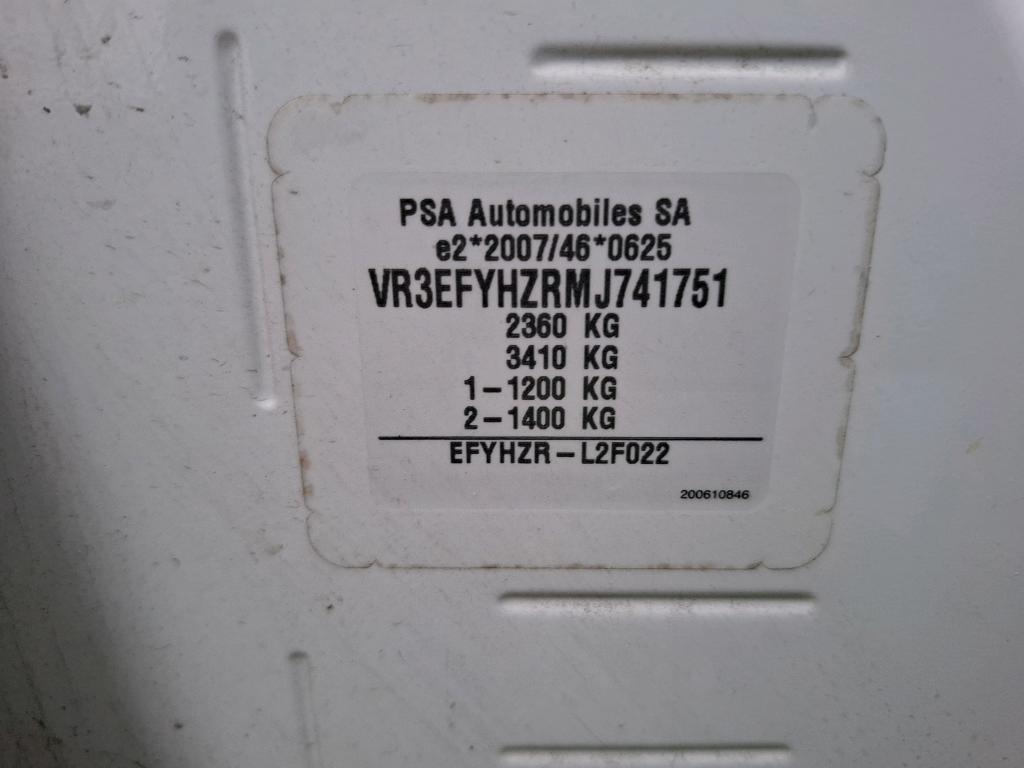 PSA Automobiles SA
e2*2007/46*0625
VR3EFYHZRMJ741751
2360 KG
3410 KG
1-1200 KG
2-1400 KG
EFYHZR-L2F022
200610846